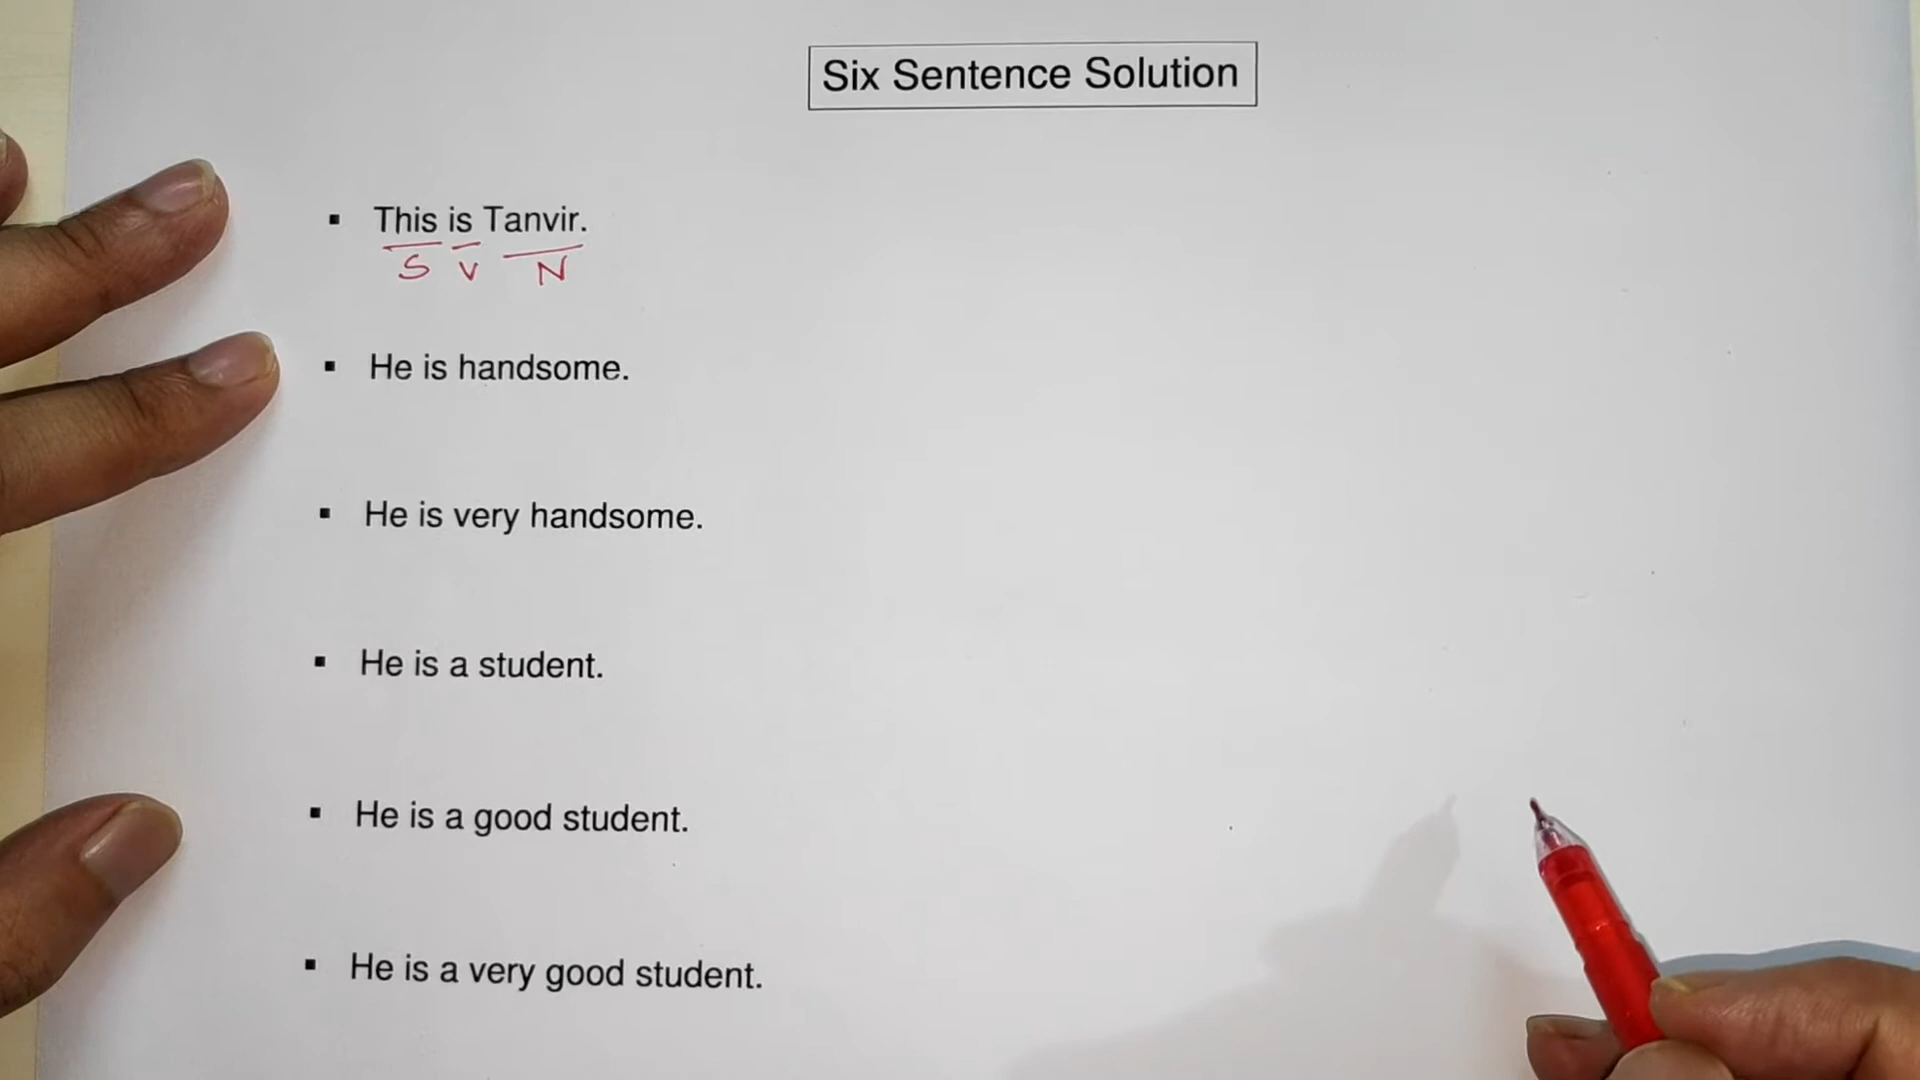 Six Sentence Solution
▪ This is Tanvir.
S V N
▪ He is handsome.
▪ He is very handsome.
▪ He is a student.
▪ He is a good student.
▪ He is a very good student.